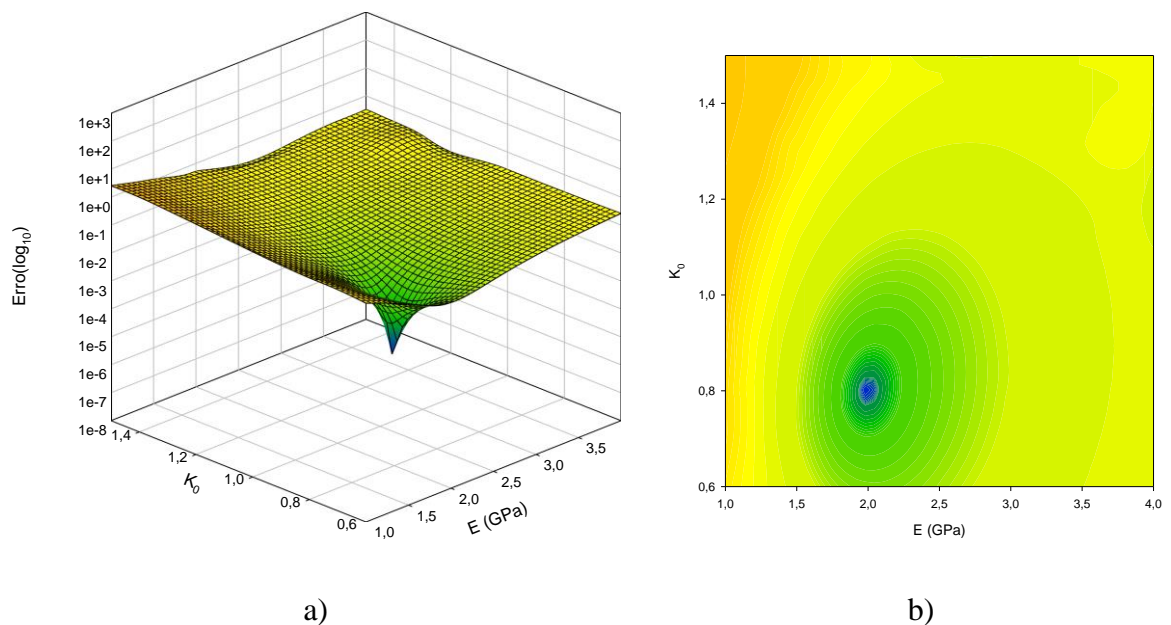 1e+3
1e+2
1e+1
1e+0
1e-1
1e-2
1e-3
1e-4
1e-5
1e-6
1e-7
1e-8
Erro(log10)
1,4
1,2
1,0
0,8
0,6
K0
1,0
1,5
2,0
2,5
3,0
3,5
E (GPa)
a)
1,4
1,2
1,0
0,8
0,6
K0
1,0
1,5
2,0
2,5
3,0
3,5
4,0
E (GPa)
b)